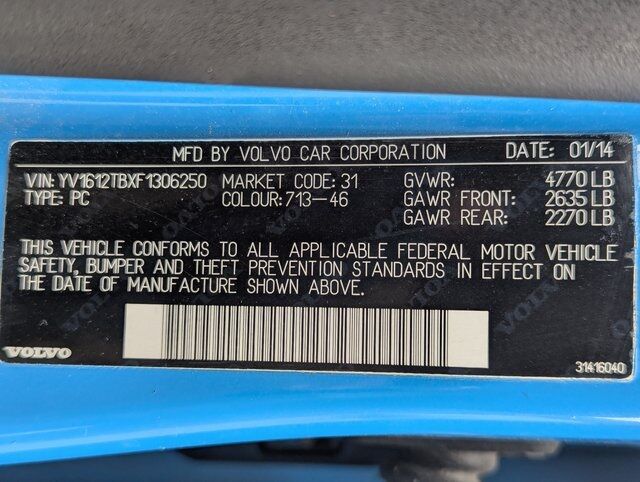 MFD BY VOLVO CAR CORPORATION DATE: 01/14
VIN: YV1612TBXF1306250 MARKET CODE: 31 GVWR: 4770 LB
TYPE: PC COLOUR: 713-46 GAWR FRONT: 2635 LB
GAWR REAR: 2270 LB
THIS VEHICLE CONFORMS TO ALL APPLICABLE FEDERAL MOTOR VEHICLE
SAFETY, BUMPER AND THEFT PREVENTION STANDARDS IN EFFECT ON
THE DATE OF MANUFACTURE SHOWN ABOVE.
VOLVO 31416040